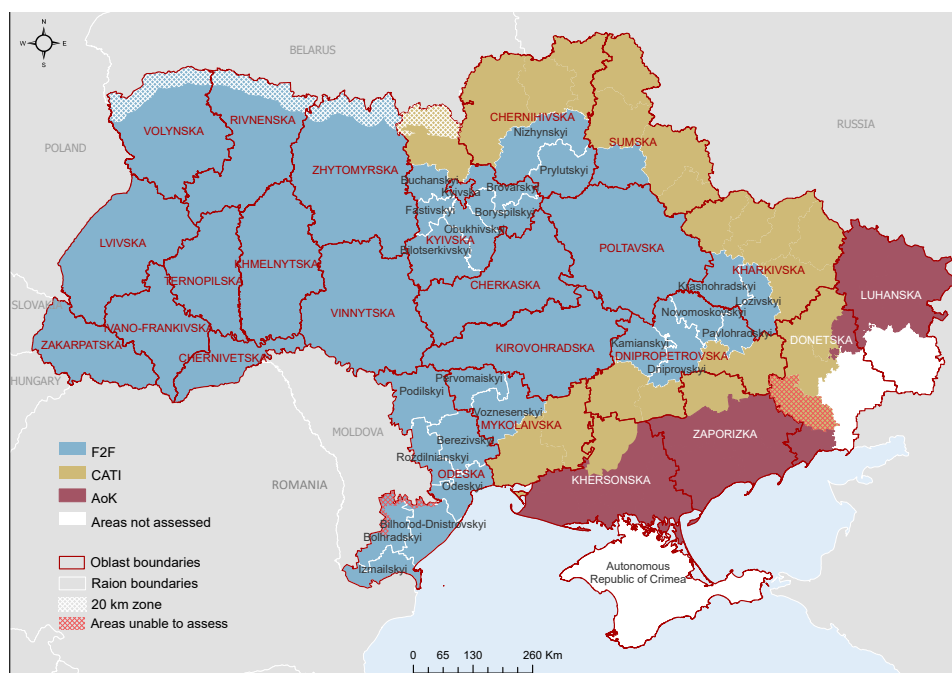 N
W E
S
BELARUS
RUSSIA
POLAND
VOLYNSKA
RIVNENSKA
CHERNIHIVSKA
Nizhynskyi
SUMSKA
ZHYTOMYRSKA
Prylutskyi
Buchanskyi
Kyivska
Brovarskyi
Fastivskyi
Boryspilskyi
Obukhivskyi
KYIVSKA
Bilotserkivskyi
LVIVSKA
POLTAVSKA
KHMELNYTSKA
TERNOPILSKA
CHERKASKA
KHARKIVSKA
Krasnohradskyi
Lozivskyi
LUHANSKA
SLOVAK
VINNYTSKA
Novomoskovskyi
IVANO-FRANKIVSKA
ZAKARPATSKA
CHERNIVETSKA
KIROVOHRADSKA
Kamianskyi
Pavlohradskyi
DONETSKA
DNIPROPETROVSKA
Dniprovskyi
HUNGARY
Pervomaiskyi
Podilskyi
Voznesenskyi
MYKOLAIVSKA
MOLDOVA
Berezivskyi
ZAPORIZKA
Rozdilnianskyi
ODESKA
Odeskyi
KHERSONSKA
ROMANIA
Bilhorod-Dnistrovskyi
Bolhradskyi
Izmailskyi
Autonomous
Republic of Crimea
F2F
CATI
AoK
Areas not assessed
Oblast boundaries
Raion boundaries
20 km zone
Areas unable to assess
0 65 130 260 Km